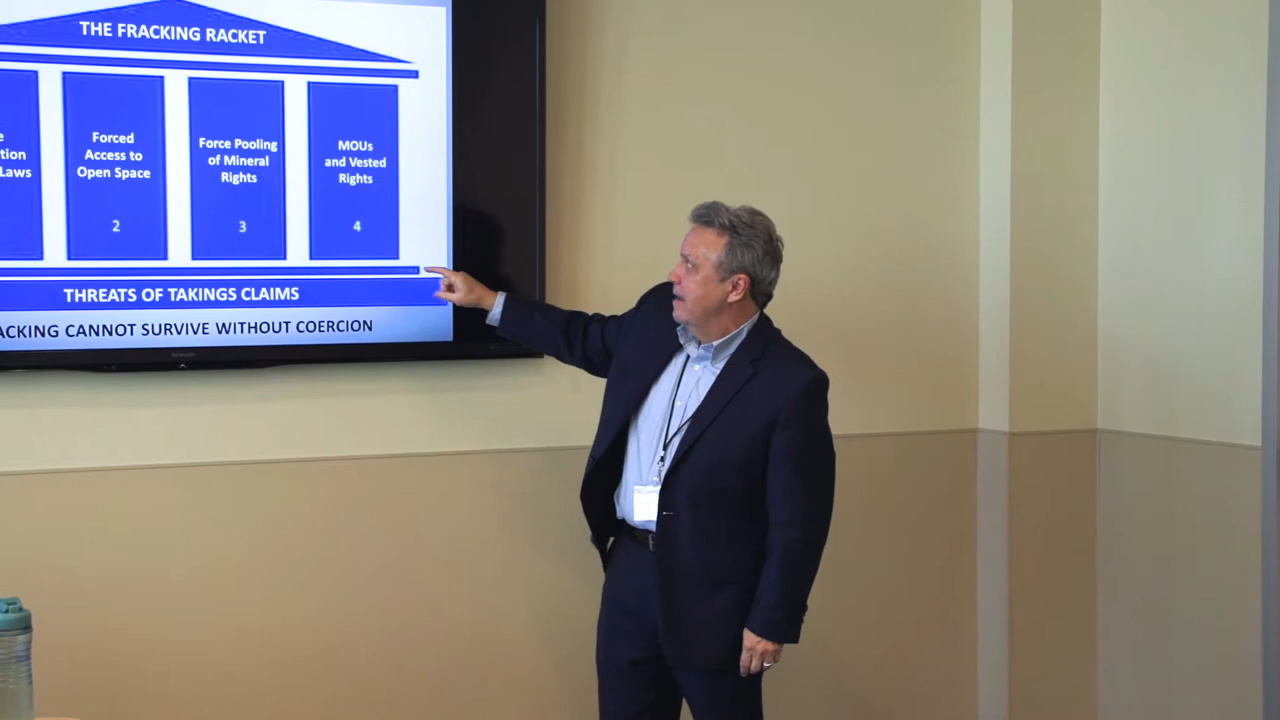 THE FRACKING RACKET
Laws
Forced
Access to
Open Space
2
Force Pooling
of Mineral
Rights
3
MOUs
and Vested
Rights
4
THREATS OF TAKINGS CLAIMS
CANNOT SURVIVE WITHOUT COERCION